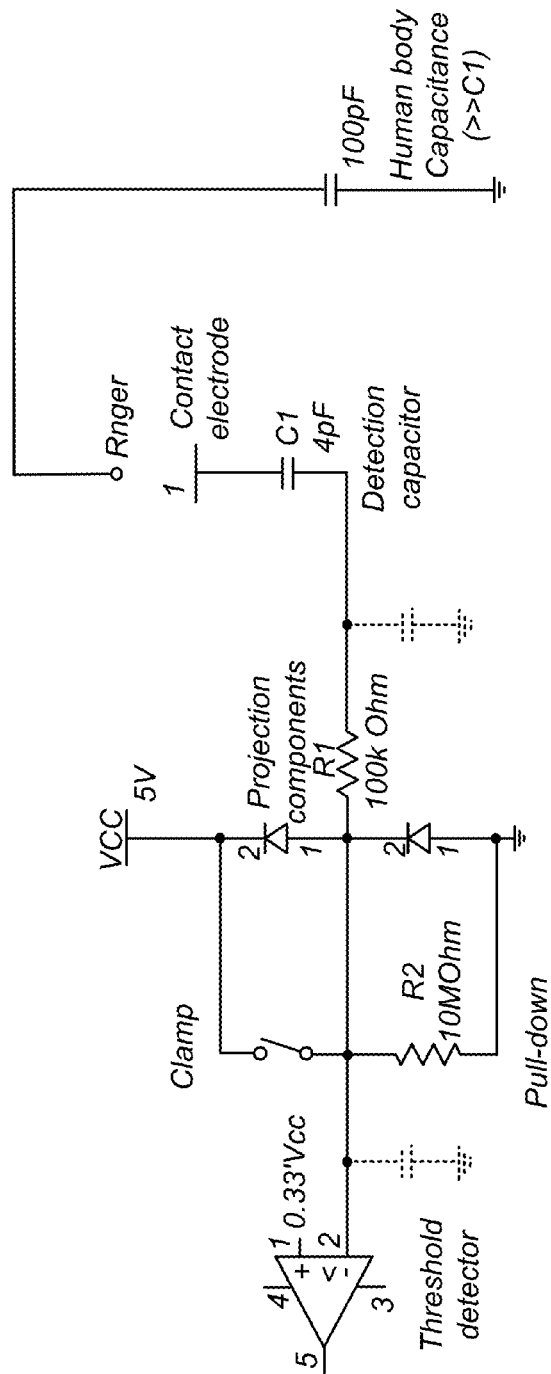 5
4
3
+
<
-
1
2
0.33'Vcc
Threshold
detector
Clamp
R2
10MOhm
Pull-down
VCC
5V
2
1
2
1
Projection
components
R1
100k Ohm
Detection
capacitor
C1
4pF
1
Contact
electrode
Rnger
100pF
Human body
Capacitance
(>>C1)